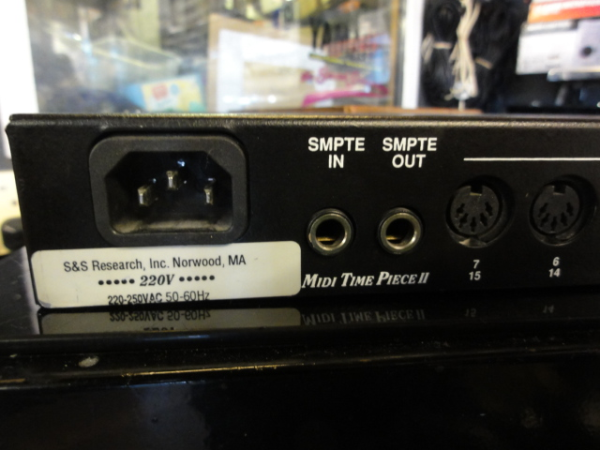 SMPTE
IN
SMPTE
OUT
7
15
6
14
S&S Research, Inc. Norwood, MA
••••• 220V •••••
220-250VAC 50-60Hz
MIDI TIME PIECE II